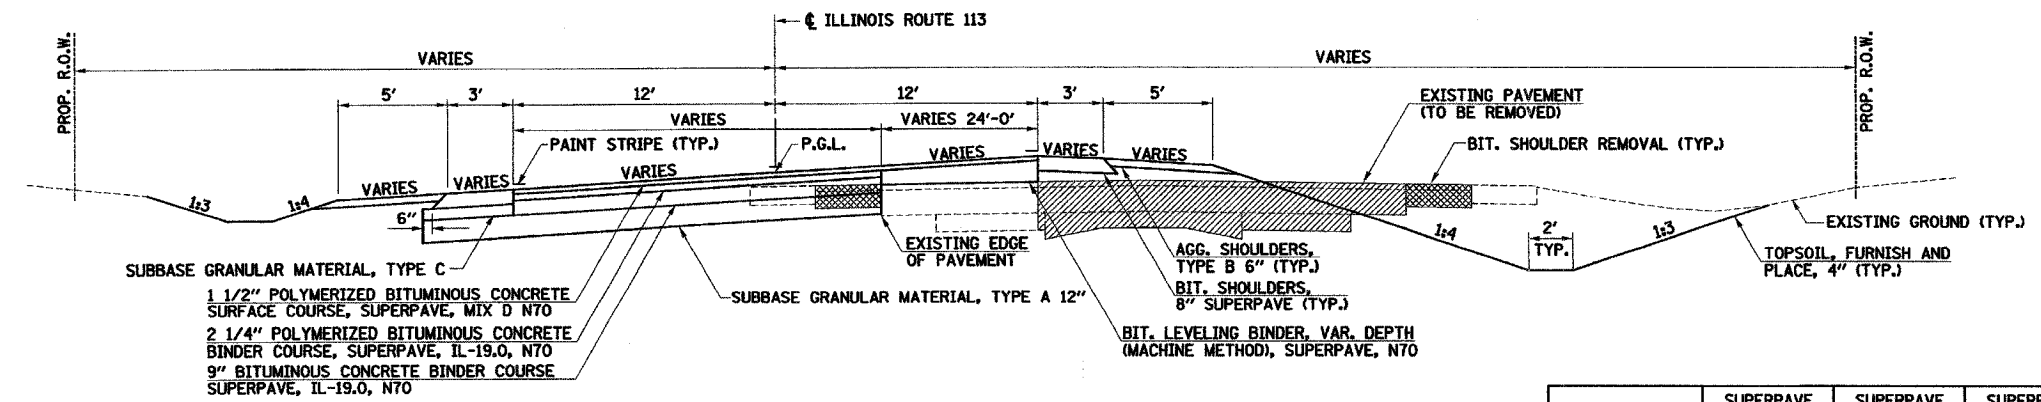 ℄ ILLINOIS ROUTE 113
PROP. R.O.W.
VARIES
VARIES
PROP. R.O.W.
5'
3'
12'
12'
3'
5'
VARIES
VARIES 24'-0'
EXISTING PAVEMENT
(TO BE REMOVED)
PAINT STRIPE (TYP.)
P.G.L.
VARIES
VARIES
VARIES
BIT. SHOULDER REMOVAL (TYP.)
VARIES
VARIES
VARIES
1:3
1:4
6"
1:4
2'
TYP.
1:3
EXISTING GROUND (TYP.)
EXISTING EDGE
OF PAVEMENT
AGG. SHOULDERS,
TYPE B 6" (TYP.)
TOPSOIL, FURNISH AND
PLACE, 4" (TYP.)
SUBBASE GRANULAR MATERIAL, TYPE C
BIT. SHOULDERS,
8" SUPERPAVE (TYP.)
1 1/2" POLYMERIZED BITUMINOUS CONCRETE
SURFACE COURSE, SUPERPAVE, MIX D N70
SUBBASE GRANULAR MATERIAL, TYPE A 12"
2 1/4" POLYMERIZED BITUMINOUS CONCRETE
BINDER COURSE, SUPERPAVE, IL-19.0, N70
BIT. LEVELING BINDER, VAR. DEPTH
(MACHINE METHOD), SUPERPAVE, N70
9" BITUMINOUS CONCRETE BINDER COURSE
SUPERPAVE, IL-19.0, N70
SUPERPAVE SUPERPAVE